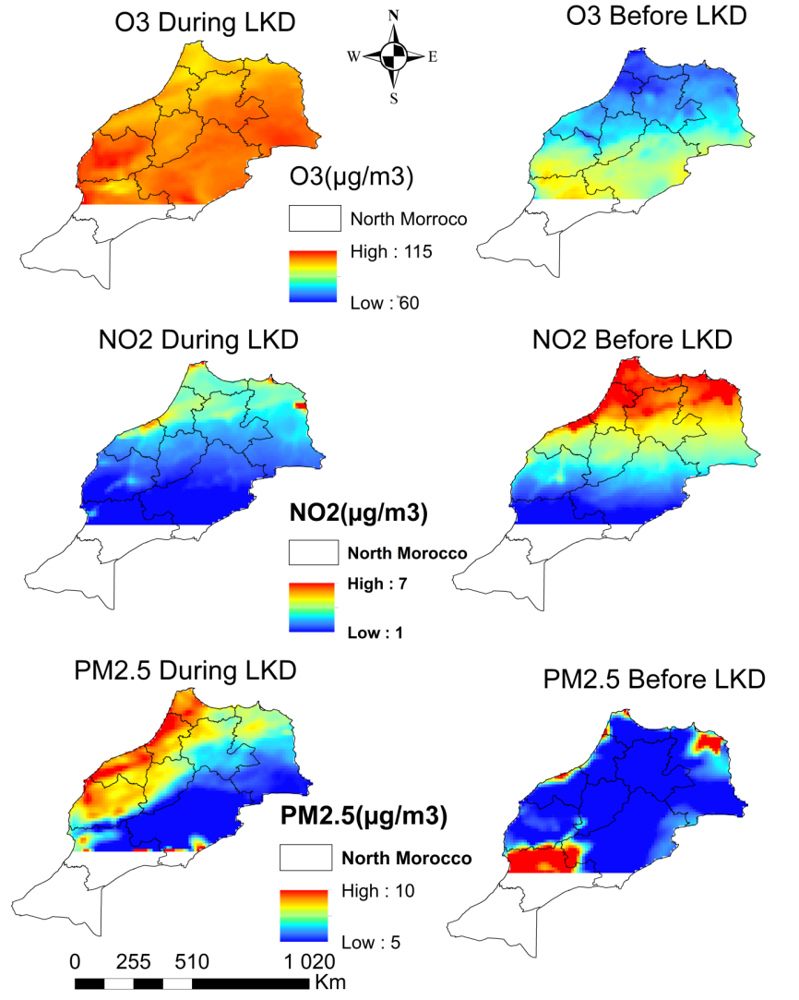 O3 During LKD
N
O3 Before LKD
W
E
S
O3(µg/m3)
North Morroco
High : 115
Low : 60
NO2 During LKD
NO2 Before LKD
NO2(µg/m3)
North Morocco
High : 7
Low : 1
PM2.5 During LKD
PM2.5 Before LKD
PM2.5(µg/m3)
North Morocco
High : 10
Low : 5
0 255 510 1 020
Km